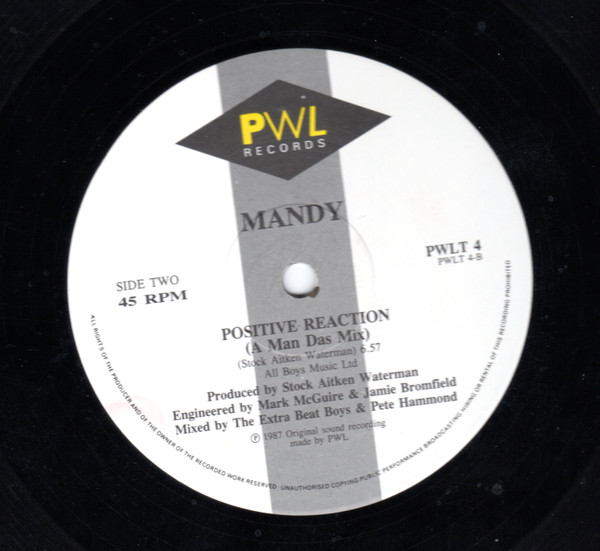 PWL
RECORDS
MANDY
PWLT 4
PWLT 4-B
SIDE TWO
45 RPM
POSITIVE REACTION
(A Man Das Mix)
(Stock Aitken Waterman) 6.57
All Boys Music Ltd
Produced by Stock Aitken Waterman
Engineered by Mark McGuire & Jamie Bromfield
Mixed by The Extra Beat Boys & Pete Hammond
Ⓟ 1987 Original sound recording
made by PWL
ALL RIGHTS OF THE PRODUCER AND OF THE OWNER OF THE RECORDED WORK RESERVED · UNAUTHORISED COPYING PUBLIC PERFORMANCE BROADCASTING HIRING OR RENTAL OF THIS RECORDING PROHIBITED